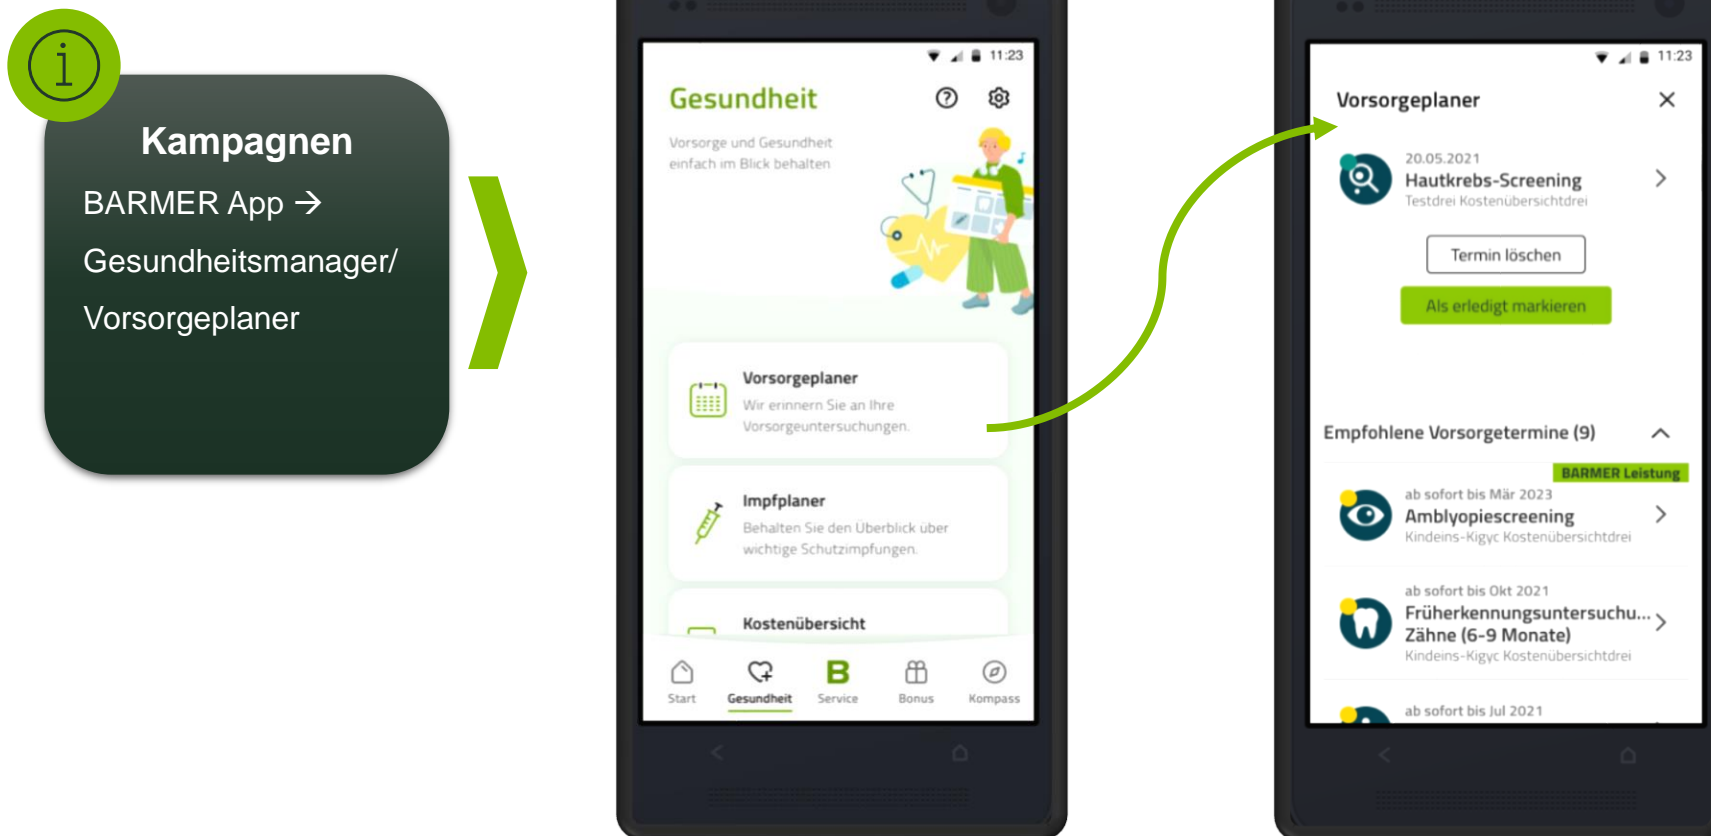 Kampagnen
BARMER App →
Gesundheitsmanager/
Vorsorgeplaner
11:23
Gesundheit
Vorsorge und Gesundheit
einfach im Blick behalten
Vorsorgeplaner
Wir erinnern Sie an Ihre
Vorsorgeuntersuchungen.
Impfplaner
Behalten Sie den Überblick über
wichtige Schutzimpfungen.
Kostenübersicht
B
Start Gesundheit Service Bonus Kompass
11:23
Vorsorgeplaner
20.05.2021
Hautkrebs-Screening
Testdrei Kostenübersichtdrei
Termin löschen
Als erledigt markieren
Empfohlene Vorsorgetermine (9)
BARMER Leistung
ab sofort bis Mär 2023
Amblyopiescreening
Kindeins-Kigyc Kostenübersichtdrei
ab sofort bis Okt 2021
Früherkennungsuntersuchu...
Zähne (6-9 Monate)
Kindeins-Kigyc Kostenübersichtdrei
ab sofort bis Jul 2021